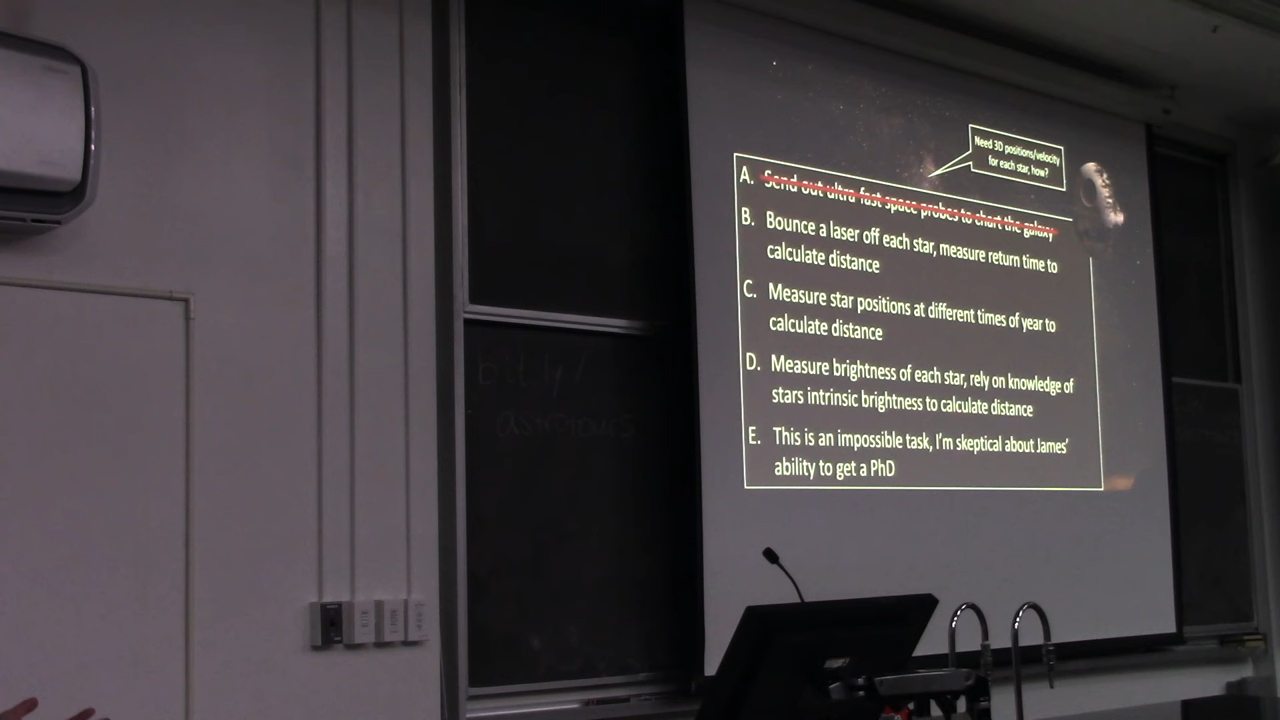 Need 3D positions/velocity
for each star, how?
A. Send out ultra-fast space probes to chart the galaxy
B. Bounce a laser off each star, measure return time to
calculate distance
C. Measure star positions at different times of year to
calculate distance
D. Measure brightness of each star, rely on knowledge of
stars intrinsic brightness to calculate distance
E. This is an impossible task, I'm skeptical about James'
ability to get a PhD
bit.ly/